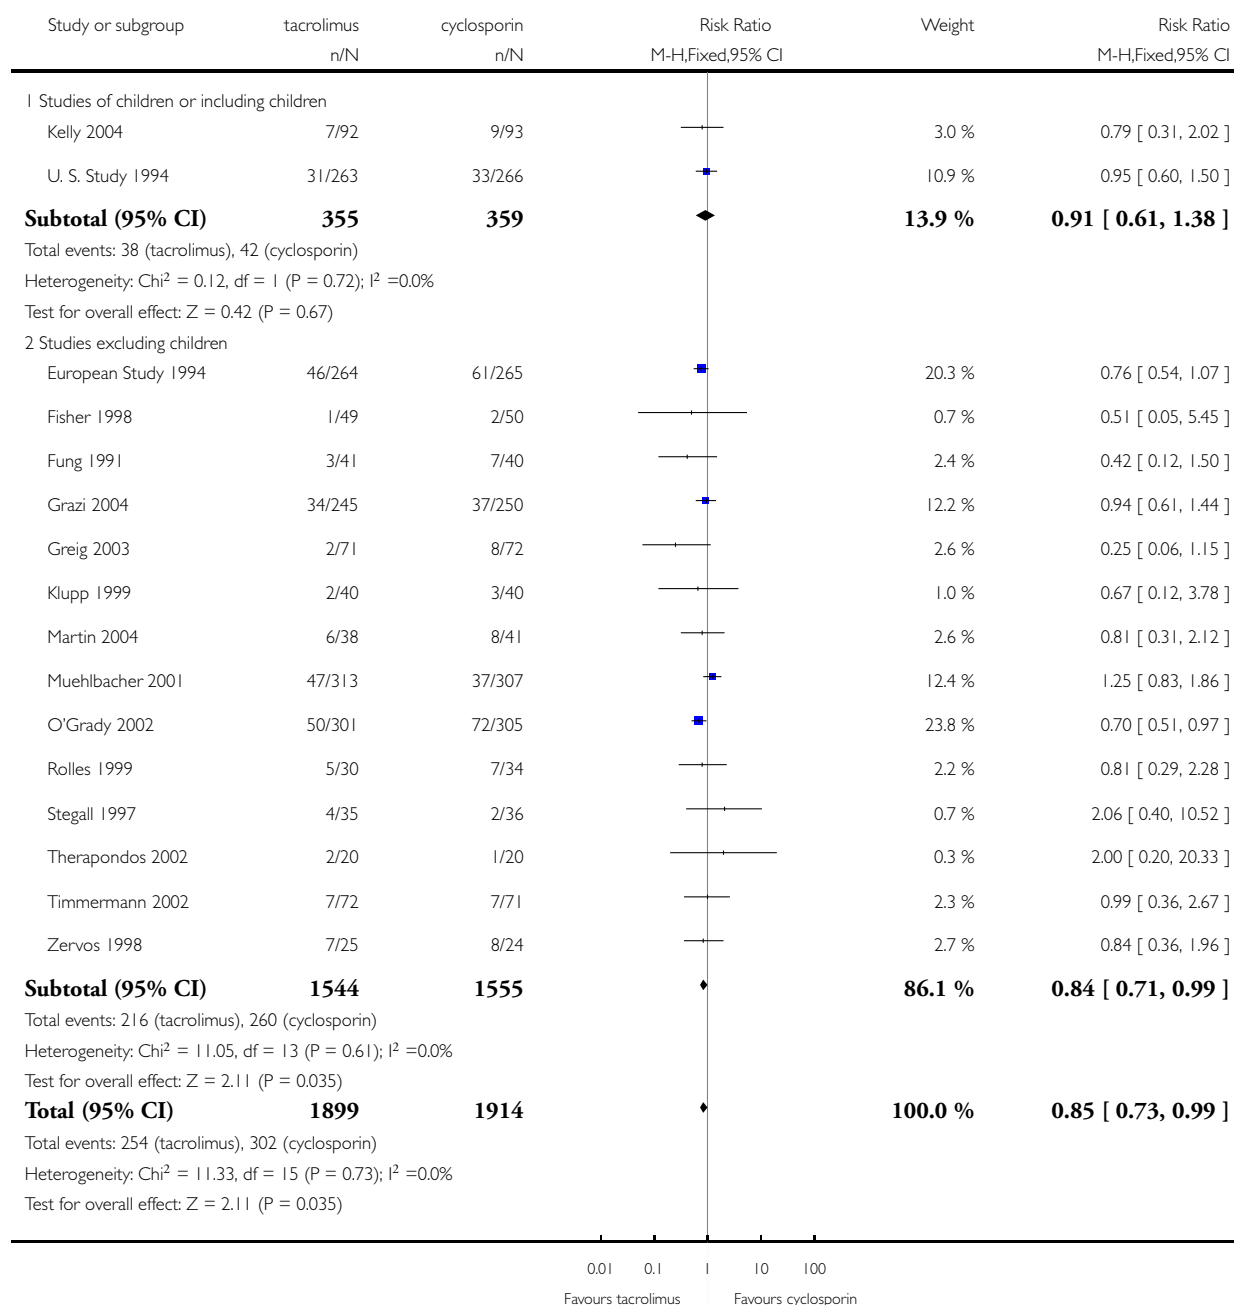 Study or subgroup tacrolimus cyclosporin Risk Ratio Weight Risk Ratio
n/N n/N M-H,Fixed,95% CI M-H,Fixed,95% CI
1 Studies of children or including children
Kelly 2004 7/92 9/93 3.0 % 0.79 [ 0.31, 2.02 ]
U. S. Study 1994 31/263 33/266 10.9 % 0.95 [ 0.60, 1.50 ]
Subtotal (95% CI) 355 359 13.9 % 0.91 [ 0.61, 1.38 ]
Total events: 38 (tacrolimus), 42 (cyclosporin)
Heterogeneity: Chi² = 0.12, df = 1 (P = 0.72); I² =0.0%
Test for overall effect: Z = 0.42 (P = 0.67)
2 Studies excluding children
European Study 1994 46/264 61/265 20.3 % 0.76 [ 0.54, 1.07 ]
Fisher 1998 1/49 2/50 0.7 % 0.51 [ 0.05, 5.45 ]
Fung 1991 3/41 7/40 2.4 % 0.42 [ 0.12, 1.50 ]
Grazi 2004 34/245 37/250 12.2 % 0.94 [ 0.61, 1.44 ]
Greig 2003 2/71 8/72 2.6 % 0.25 [ 0.06, 1.15 ]
Klupp 1999 2/40 3/40 1.0 % 0.67 [ 0.12, 3.78 ]
Martin 2004 6/38 8/41 2.6 % 0.81 [ 0.31, 2.12 ]
Muehlbacher 2001 47/313 37/307 12.4 % 1.25 [ 0.83, 1.86 ]
O'Grady 2002 50/301 72/305 23.8 % 0.70 [ 0.51, 0.97 ]
Rolles 1999 5/30 7/34 2.2 % 0.81 [ 0.29, 2.28 ]
Stegall 1997 4/35 2/36 0.7 % 2.06 [ 0.40, 10.52 ]
Therapondos 2002 2/20 1/20 0.3 % 2.00 [ 0.20, 20.33 ]
Timmermann 2002 7/72 7/71 2.3 % 0.99 [ 0.36, 2.67 ]
Zervos 1998 7/25 8/24 2.7 % 0.84 [ 0.36, 1.96 ]
Subtotal (95% CI) 1544 1555 86.1 % 0.84 [ 0.71, 0.99 ]
Total events: 216 (tacrolimus), 260 (cyclosporin)
Heterogeneity: Chi² = 11.05, df = 13 (P = 0.61); I² =0.0%
Test for overall effect: Z = 2.11 (P = 0.035)
Total (95% CI) 1899 1914 100.0 % 0.85 [ 0.73, 0.99 ]
Total events: 254 (tacrolimus), 302 (cyclosporin)
Heterogeneity: Chi² = 11.33, df = 15 (P = 0.73); I² =0.0%
Test for overall effect: Z = 2.11 (P = 0.035)
0.01 0.1 1 10 100
Favours tacrolimus Favours cyclosporin